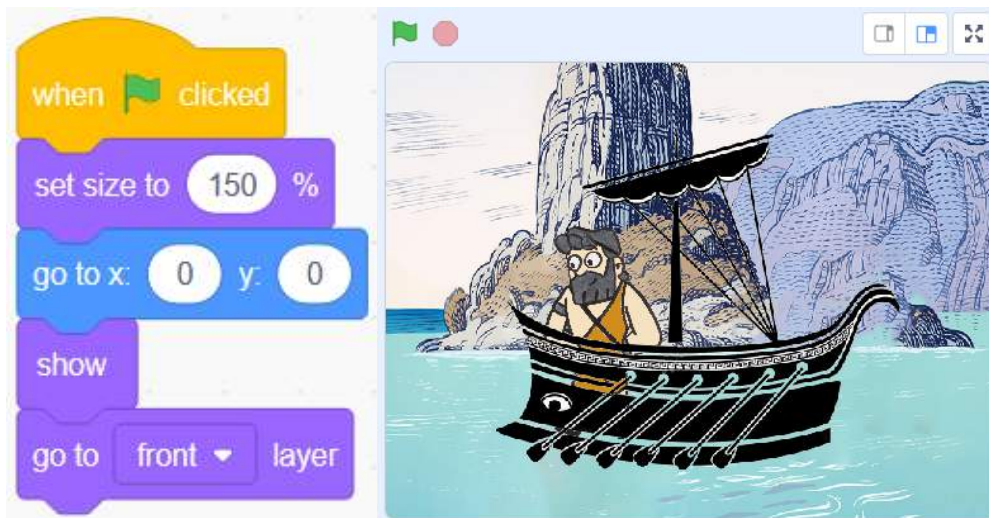 when clicked
set size to 150 %
go to x: 0 y: 0
show
go to front layer